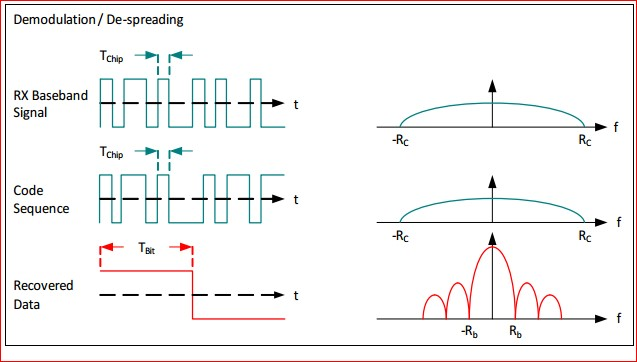 Demodulation / De-spreading
TChip
RX Baseband
Signal
t
-RC
RC
f
TChip
Code
Sequence
t
-RC
RC
f
TBit
Recovered
Data
t
-Rb
Rb
f